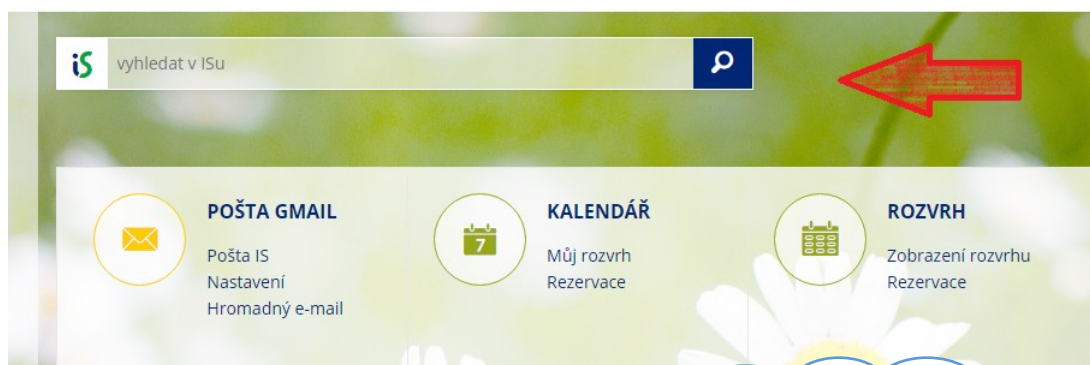 iS vyhledat v ISu
POŠTA GMAIL
Pošta IS
Nastavení
Hromadný e-mail
KALENDÁŘ
7
Můj rozvrh
Rezervace
ROZVRH
Zobrazení rozvrhu
Rezervace